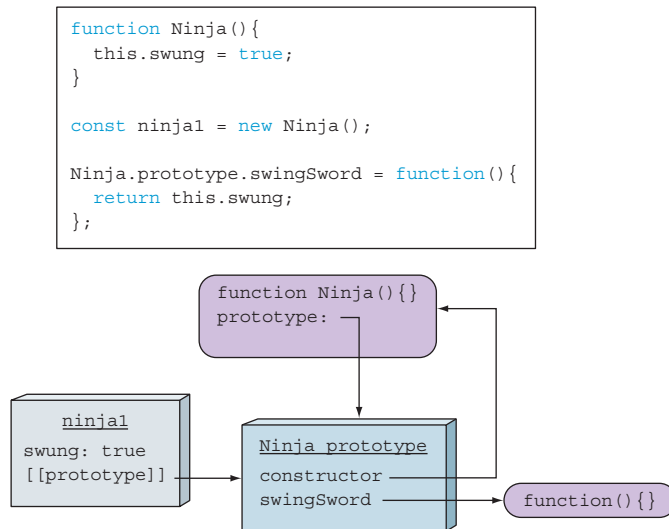 function Ninja(){
  this.swung = true;
}

const ninja1 = new Ninja();

Ninja.prototype.swingSword = function(){
  return this.swung;
};
function Ninja(){}
prototype:
ninja1
swung: true
[[prototype]]
Ninja prototype
constructor
swingSword
function(){}